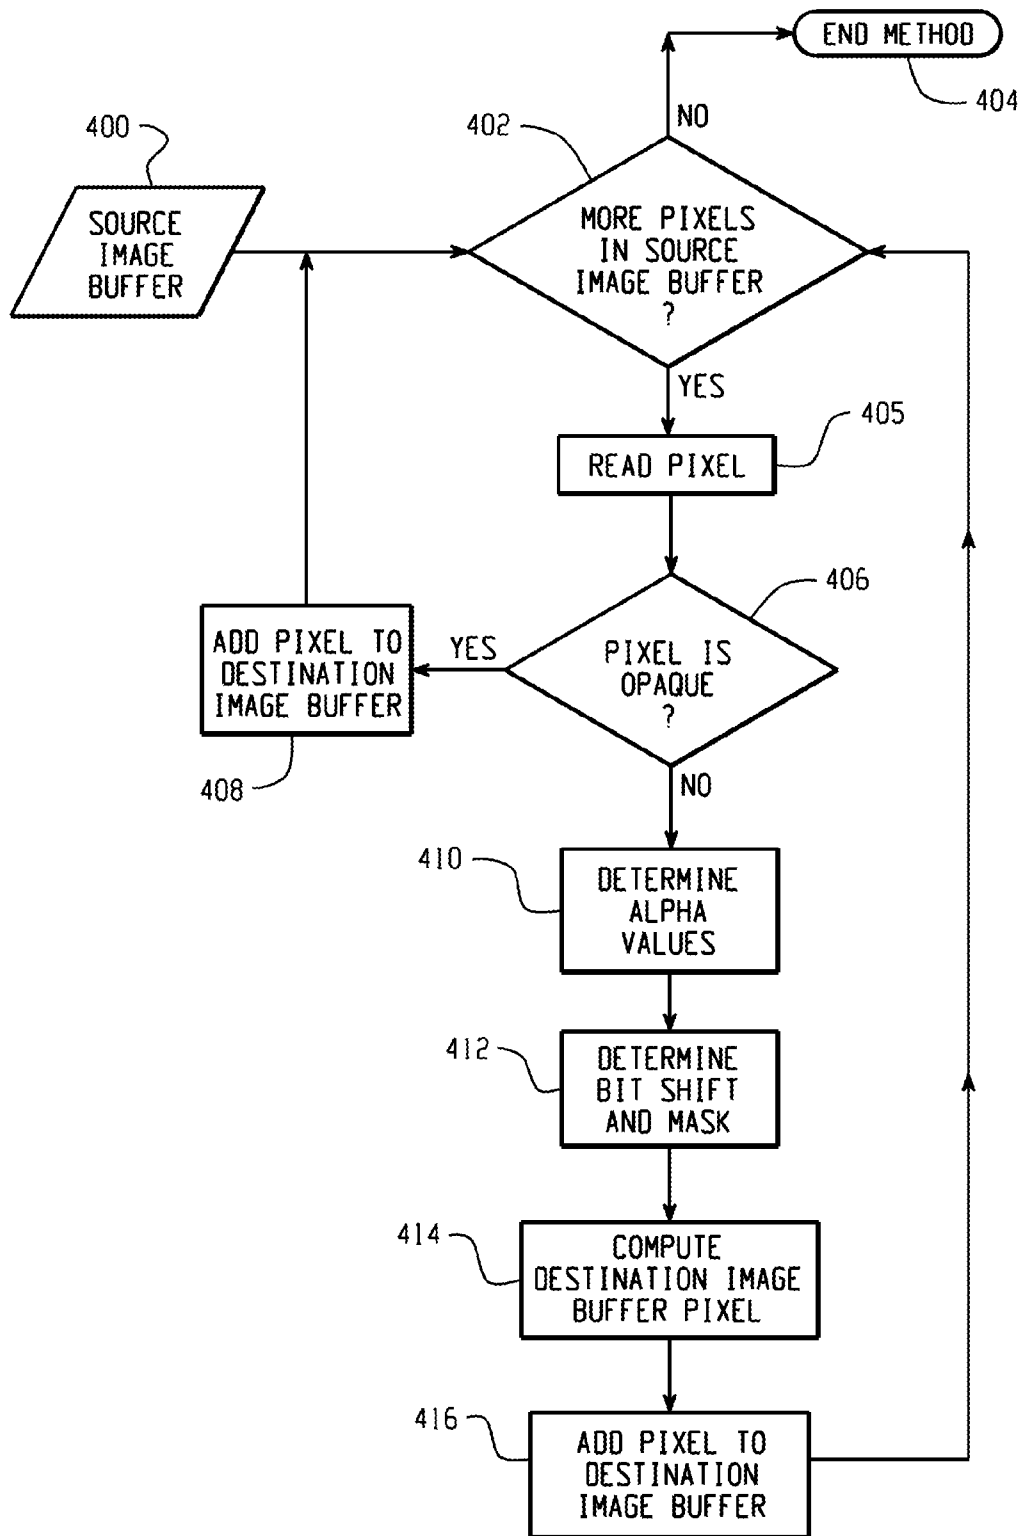 END METHOD
404
NO
402
400
SOURCE
IMAGE
BUFFER
MORE PIXELS
IN SOURCE
IMAGE BUFFER
?
YES
405
READ PIXEL
406
PIXEL IS
OPAQUE
?
YES
ADD PIXEL TO
DESTINATION
IMAGE BUFFER
408
NO
410
DETERMINE
ALPHA
VALUES
412
DETERMINE
BIT SHIFT
AND MASK
414
COMPUTE
DESTINATION IMAGE
BUFFER PIXEL
416
ADD PIXEL TO
DESTINATION
IMAGE BUFFER